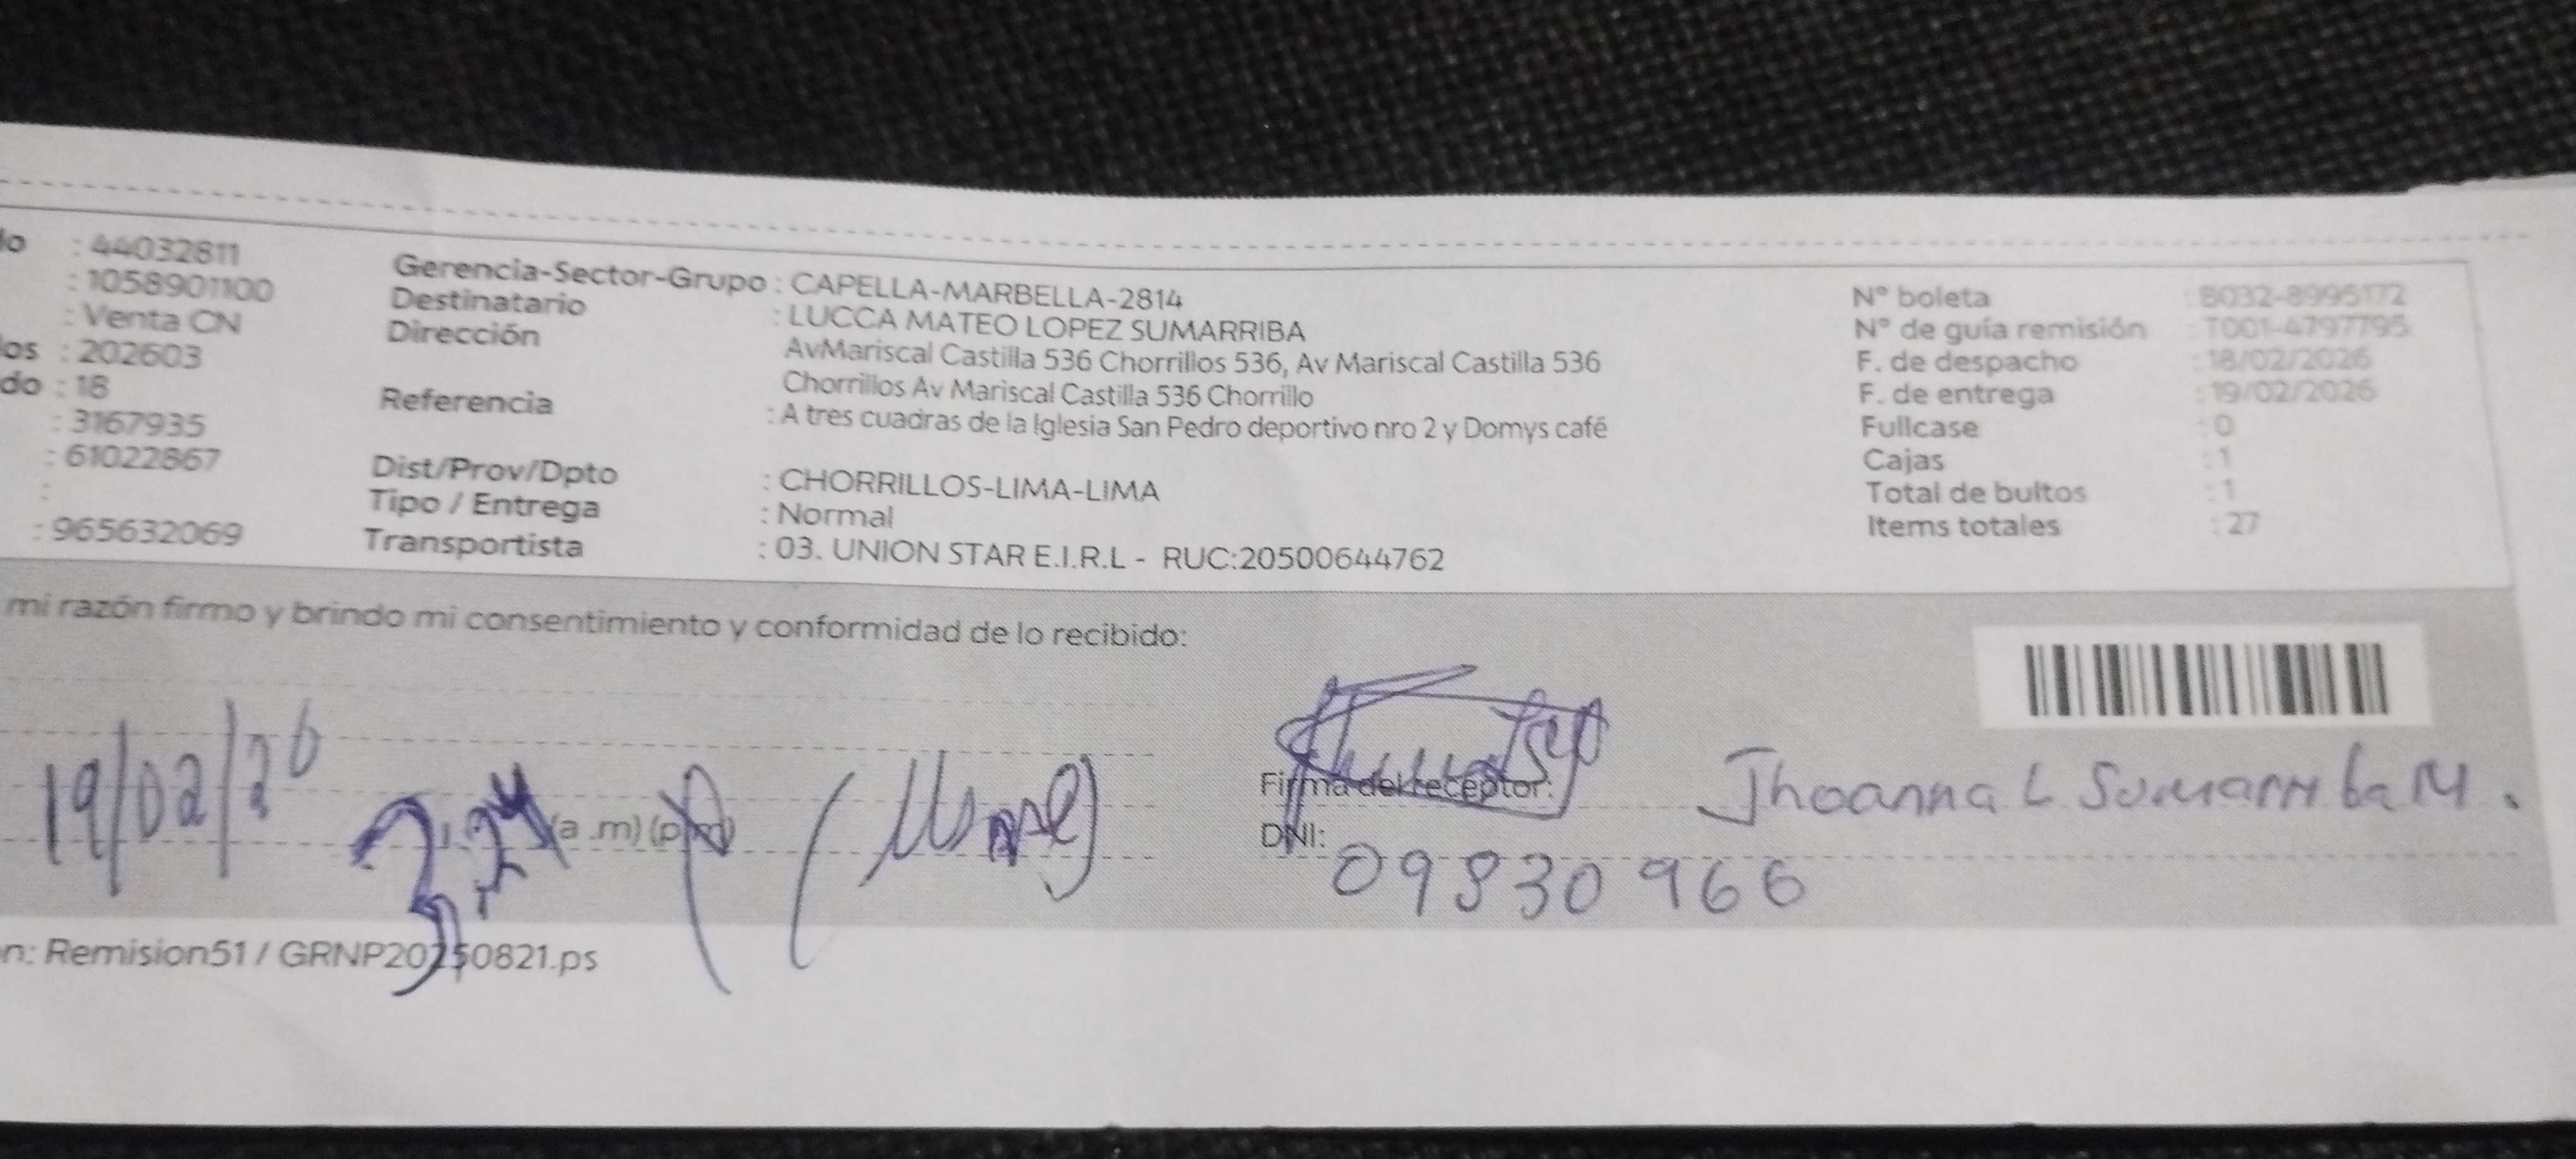 do : 44032811
: 1058901100
: Venta CN
os : 202603
do : 18
: 3167935
: 61022867
:
: 965632069
Gerencia-Sector-Grupo : CAPELLA-MARBELLA-2814
Destinatario : LUCCA MATEO LOPEZ SUMARRIBA
Dirección AvMariscal Castilla 536 Chorrillos 536, Av Mariscal Castilla 536
Chorrillos Av Mariscal Castilla 536 Chorrillo
Referencia : A tres cuadras de la Iglesia San Pedro deportivo nro 2 y Domys café
Dist/Prov/Dpto : CHORRILLOS-LIMA-LIMA
Tipo / Entrega : Normal
Transportista : 03. UNION STAR E.I.R.L - RUC:20500644762
N° boleta : B032-8995172
N° de guía remisión : T001-4797795
F. de despacho : 18/02/2026
F. de entrega : 19/02/2026
Fullcase : 0
Cajas : 1
Total de bultos : 1
Items totales : 27
mi razón firmo y brindo mi consentimiento y conformidad de lo recibido:
19/02/26
(a .m) (p.m)
Firma del receptor: Jhoanna L Sumarriba M.
DNI: 09830966
n: Remision51 / GRNP20250821.ps